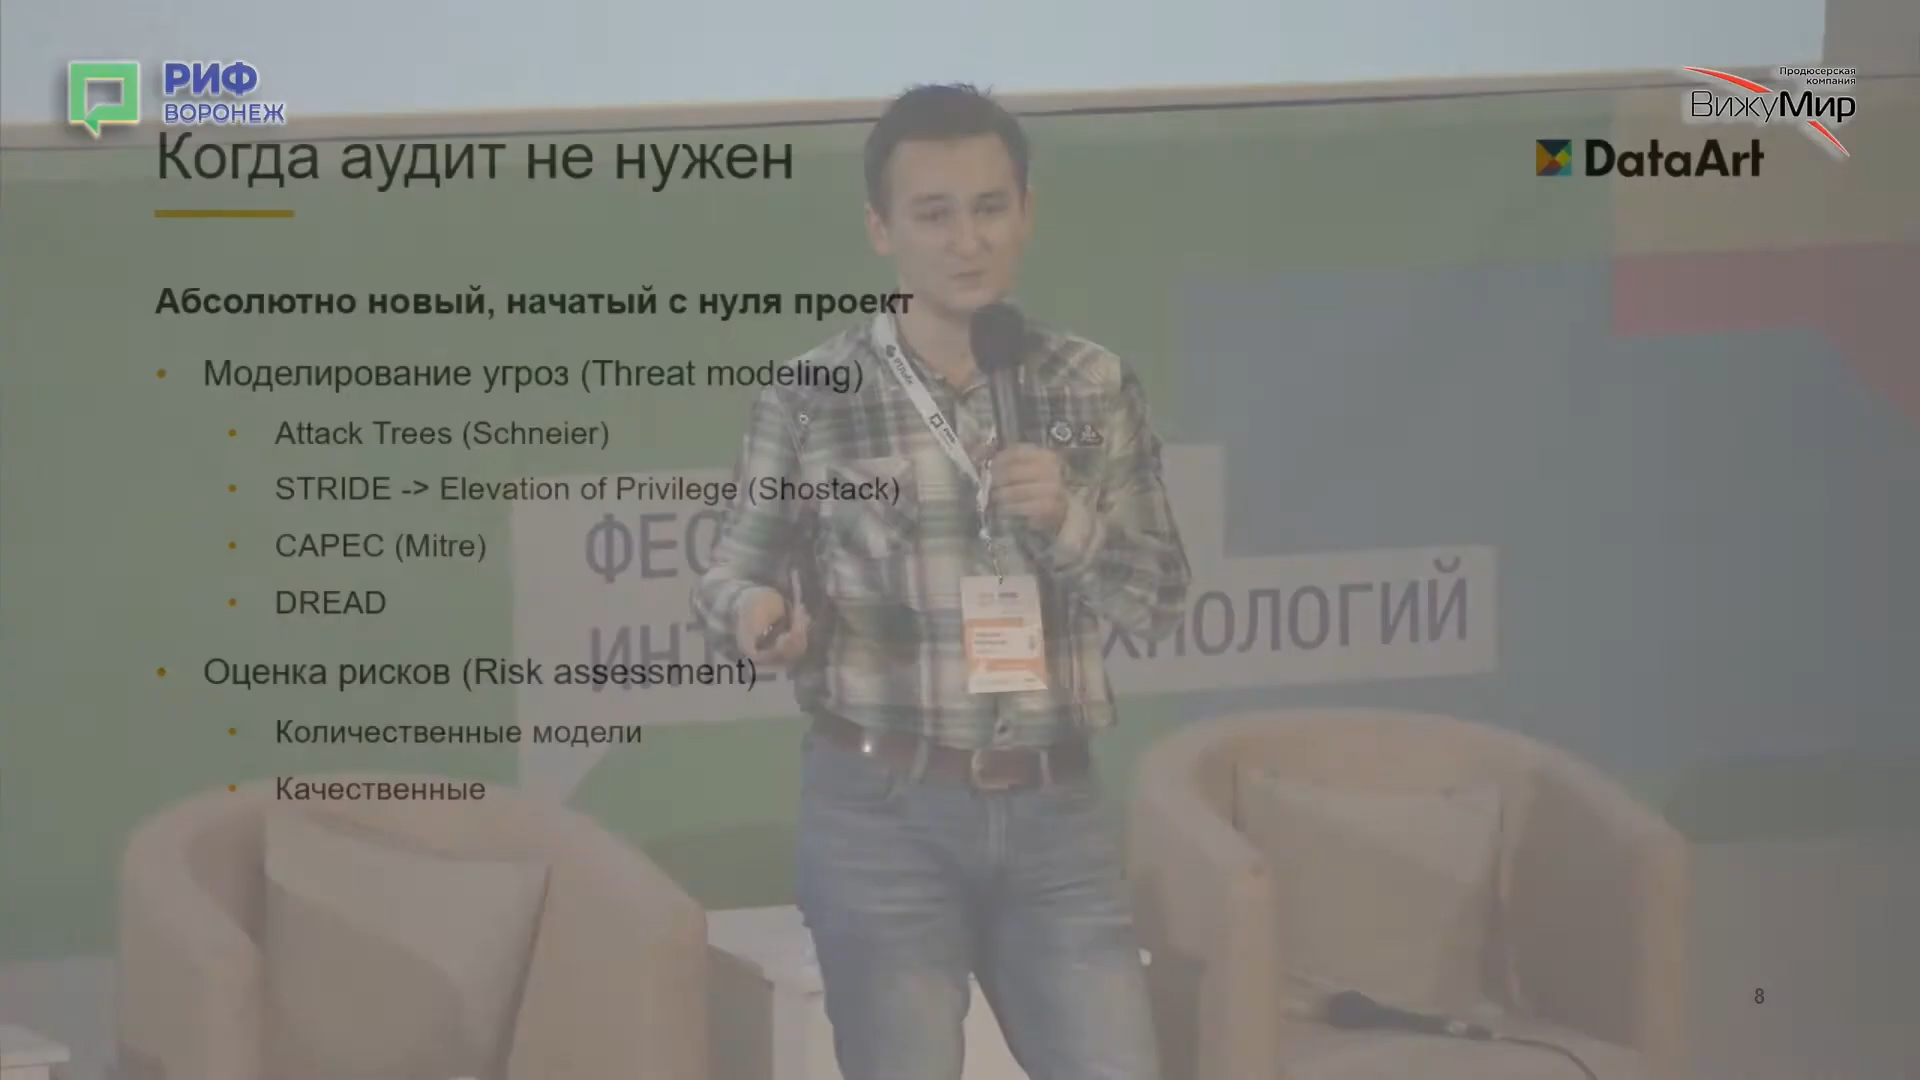 РИФ
ВОРОНЕЖ
Продюсерская
компания
ВижуМир
Когда аудит не нужен
DataArt
Абсолютно новый, начатый с нуля проект
• Моделирование угроз (Threat modeling)
• Attack Trees (Schneier)
• STRIDE -> Elevation of Privilege (Shostack)
• CAPEC (Mitre)
• DREAD
• Оценка рисков (Risk assessment)
• Количественные модели
• Качественные
8